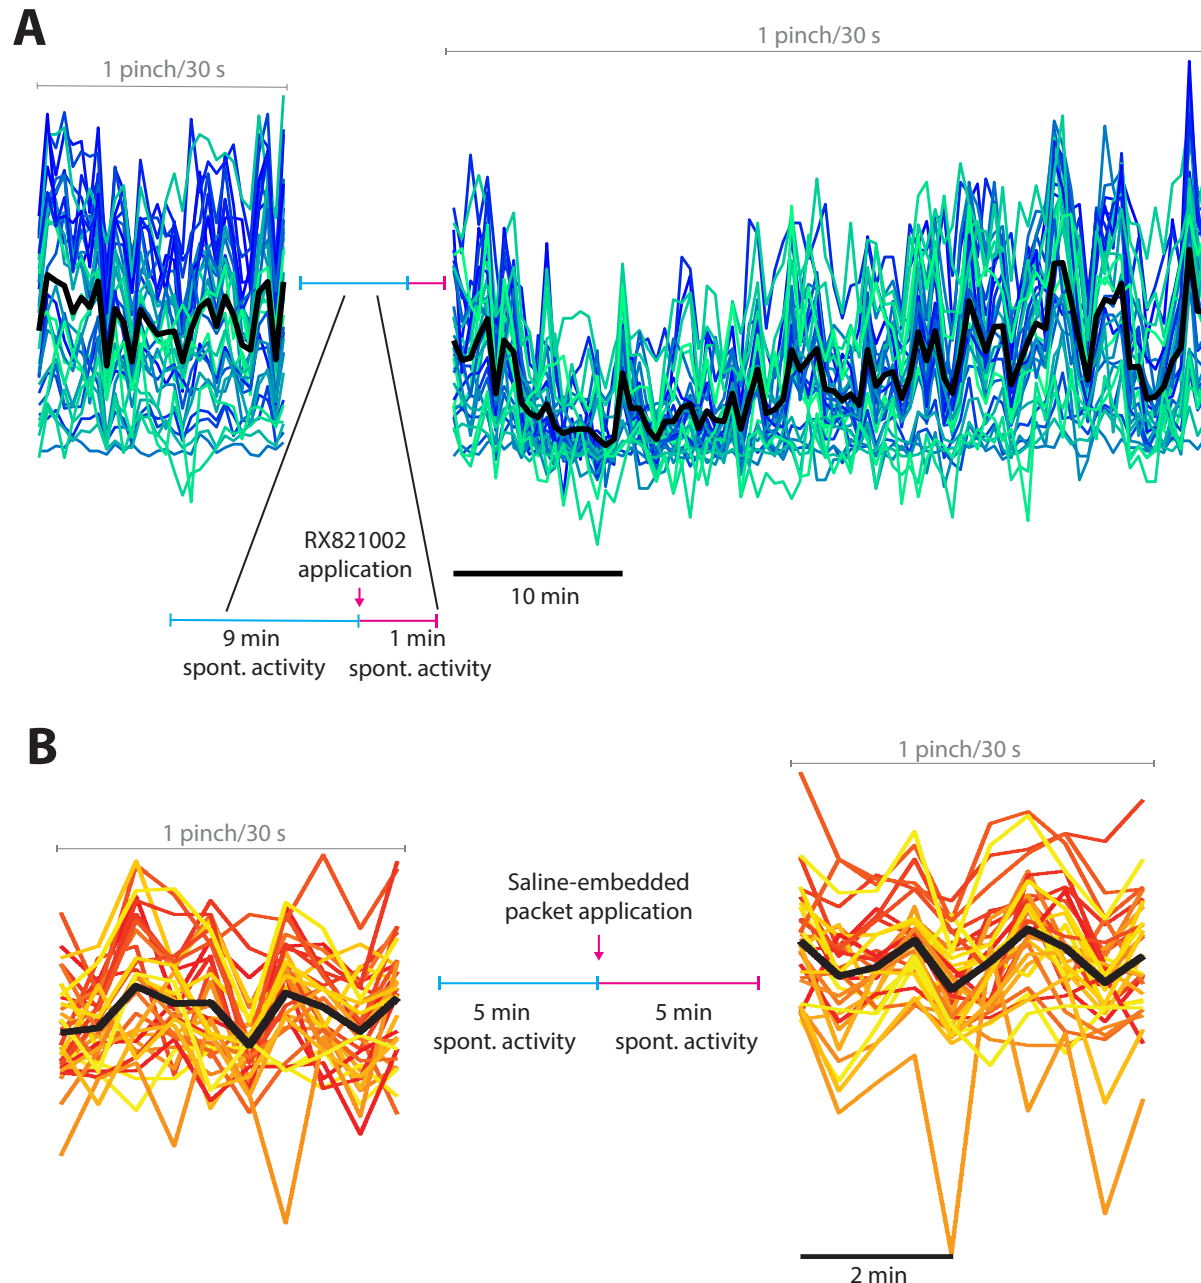 A
1 pinch/30 s
1 pinch/30 s
RX821002
application
10 min
9 min
spont. activity
1 min
spont. activity
B
1 pinch/30 s
1 pinch/30 s
Saline-embedded
packet application
5 min
spont. activity
5 min
spont. activity
2 min